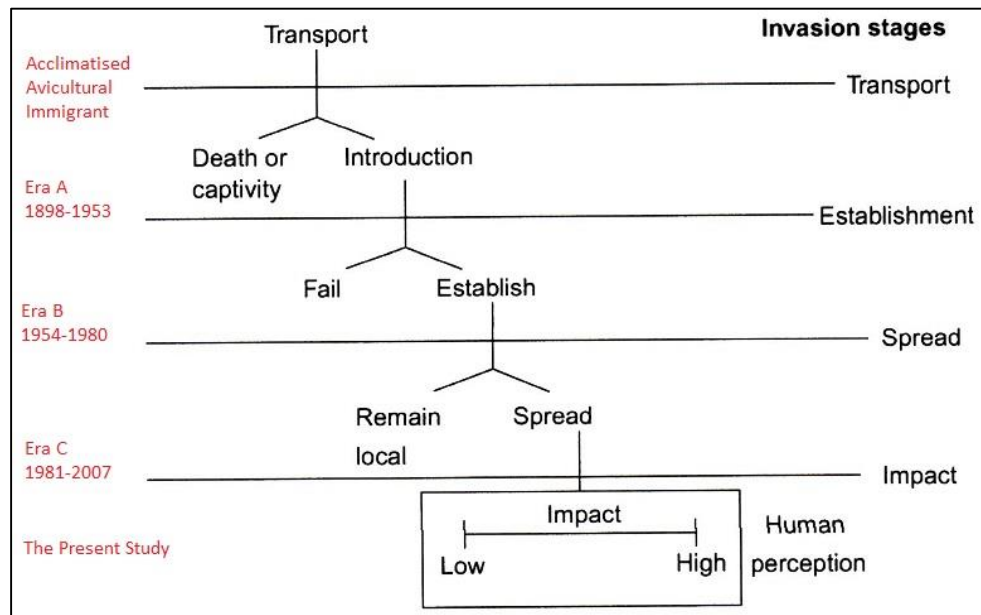 Transport
Invasion stages
Acclimatised
Avicultural
Immigrant
Transport
Death or
captivity
Introduction
Era A
1898-1953
Establishment
Fail
Establish
Era B
1954-1980
Spread
Remain
local
Spread
Era C
1981-2007
Impact
The Present Study
Impact
Low
High
Human
perception